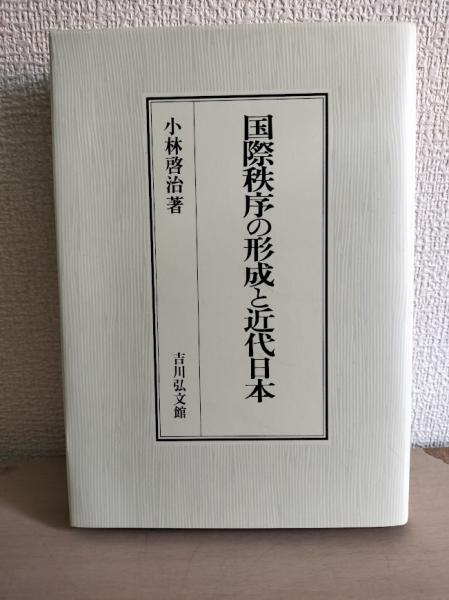 国際秩序の形成と近代日本
小林啓治著
吉川弘文館